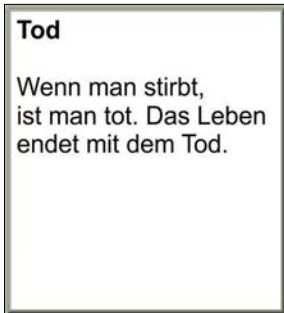 Tod
Wenn man stirbt,
ist man tot. Das Leben
endet mit dem Tod.